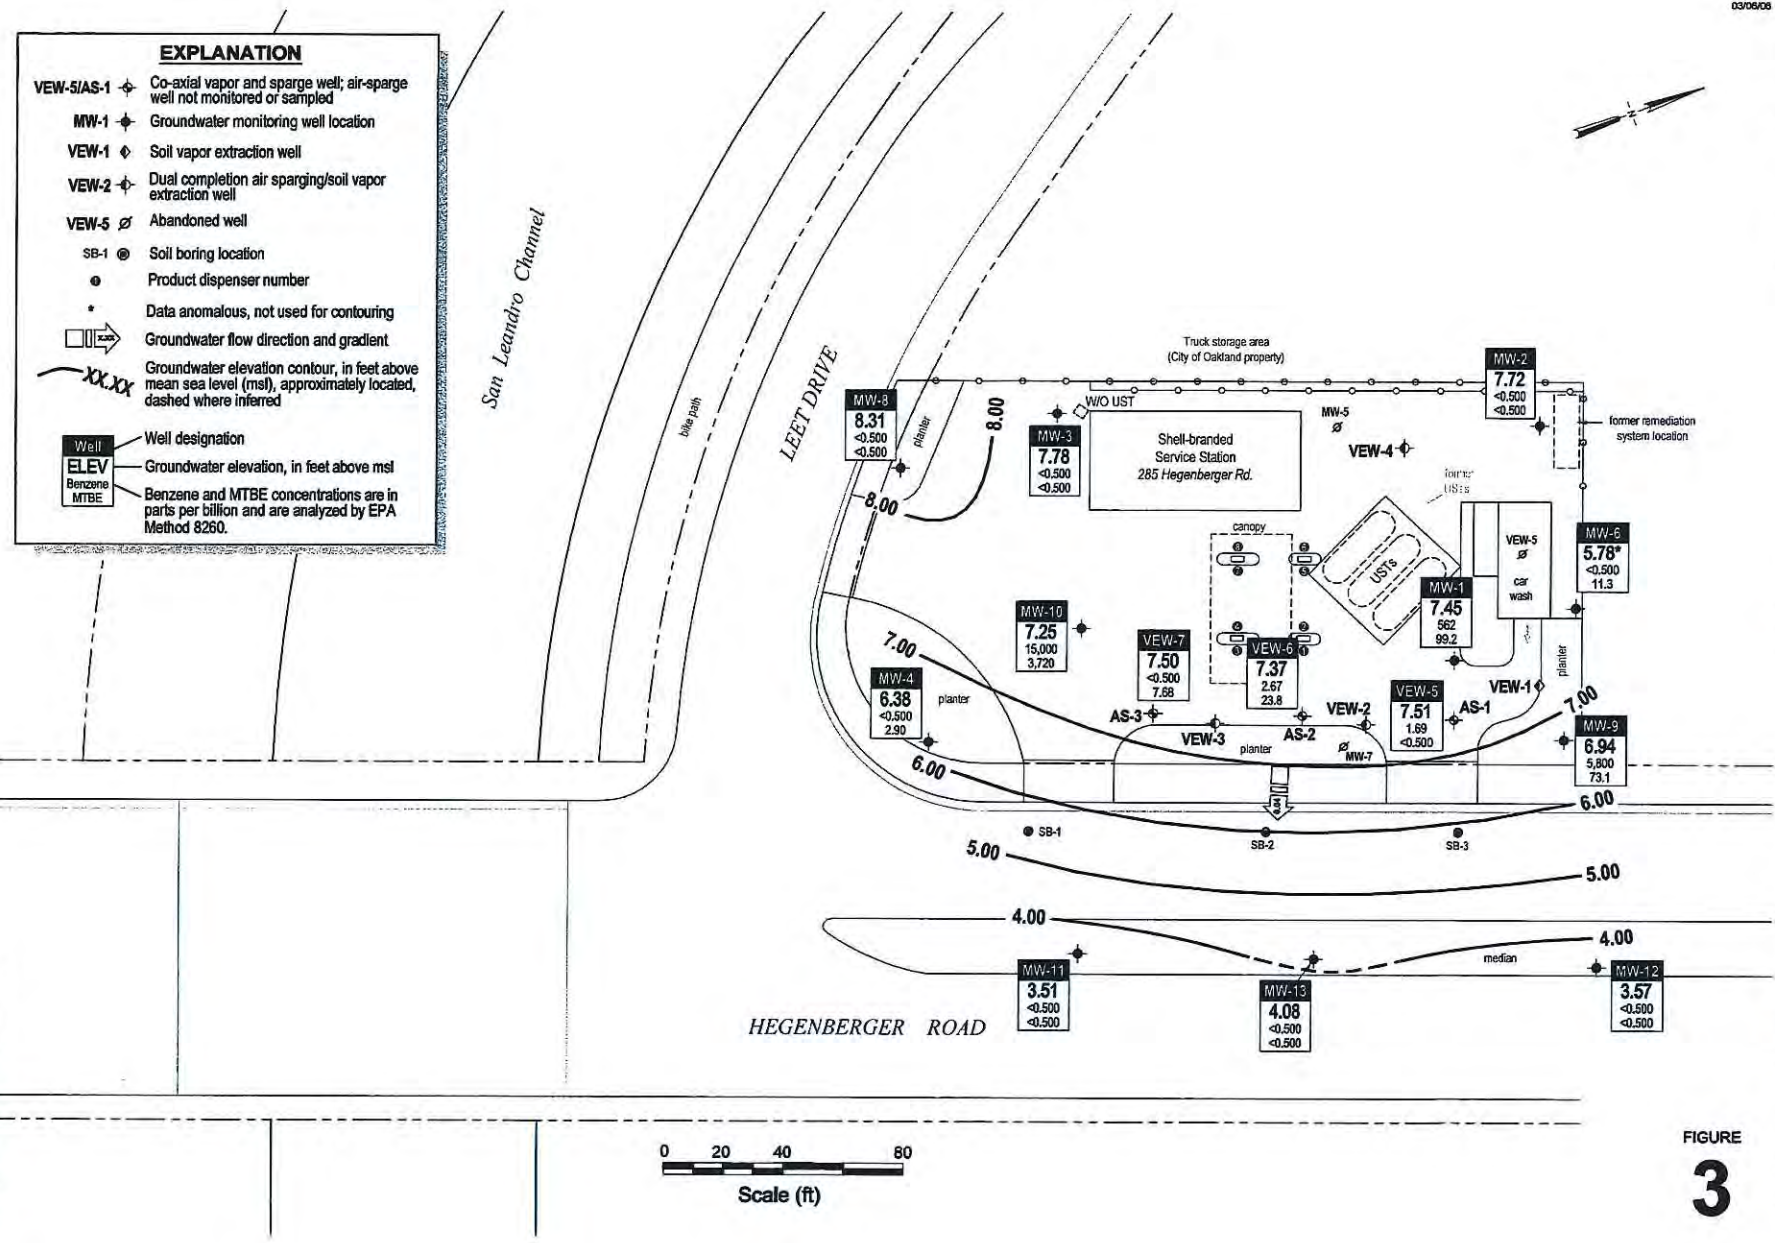 03/06/06
EXPLANATION
VEW-5/AS-1 Co-axial vapor and sparge well; air-sparge
well not monitored or sampled
MW-1 Groundwater monitoring well location
VEW-1 Soil vapor extraction well
VEW-2 Dual completion air sparging/soil vapor
extraction well
VEW-5 Abandoned well
SB-1 Soil boring location
Product dispenser number
* Data anomalous, not used for contouring
x.xx Groundwater flow direction and gradient
XX.XX Groundwater elevation contour, in feet above
mean sea level (msl), approximately located,
dashed where inferred
Well
ELEV
Benzene
MTBE
Well designation
Groundwater elevation, in feet above msl
Benzene and MTBE concentrations are in
parts per billion and are analyzed by EPA
Method 8260.
San Leandro Channel
bike path
LEET DRIVE
N
Truck storage area
(City of Oakland property)
MW-8
8.31
<0.500
<0.500
planter
8.00
8.00
W/O UST
MW-3
7.78
<0.500
<0.500
Shell-branded
Service Station
285 Hegenberger Rd.
MW-5
VEW-4
MW-2
7.72
<0.500
<0.500
former remediation
system location
former
USTs
canopy
USTs
VEW-5
car
wash
MW-6
5.78*
<0.500
11.3
MW-1
7.45
562
99.2
MW-10
7.25
15,000
3,720
VEW-7
7.50
<0.500
7.68
VEW-6
7.37
2.67
23.8
7.00
MW-4
6.38
<0.500
2.90
planter
planter
VEW-1
VEW-5
7.51
1.69
<0.500
AS-1
AS-3
VEW-3
AS-2
VEW-2
planter
MW-7
7.00
MW-9
6.94
5,800
73.1
6.00
0.04
6.00
SB-1
SB-2
SB-3
5.00
5.00
4.00
4.00
median
MW-11
3.51
<0.500
<0.500
MW-13
4.08
<0.500
<0.500
MW-12
3.57
<0.500
<0.500
HEGENBERGER ROAD
0 20 40 80
Scale (ft)
FIGURE
3